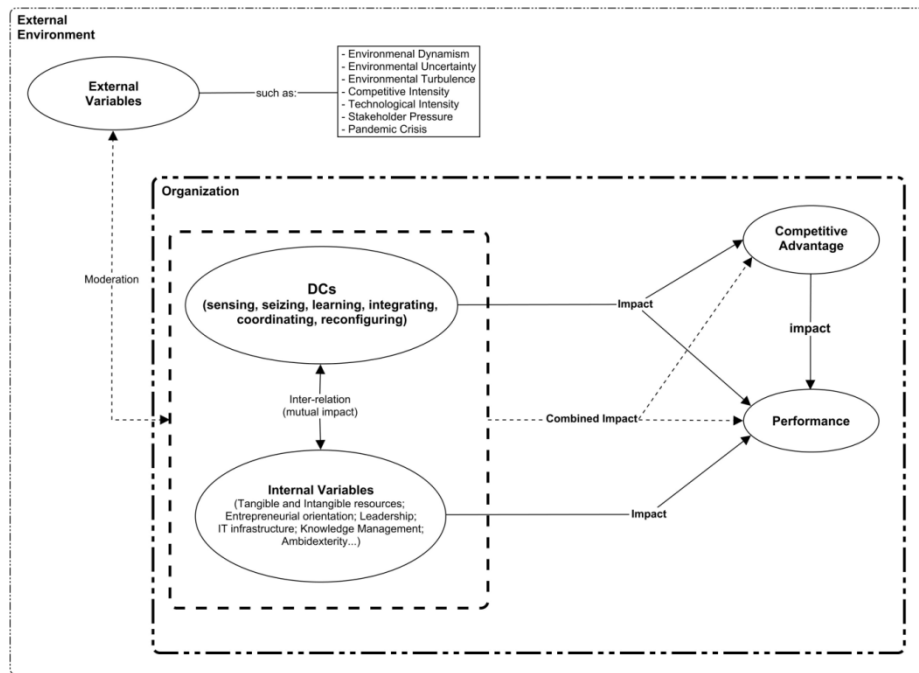 External
Environment
External
Variables
such as:
- Environmenal Dynamism
- Environmental Uncertainty
- Environmental Turbulence
- Competitive Intensity
- Technological Intensity
- Stakeholder Pressure
- Pandemic Crisis
Organization
Moderation
DCs
(sensing, seizing, learning, integrating,
coordinating, reconfiguring)
Impact
Competitive
Advantage
impact
Inter-relation
(mutual impact)
Combined Impact
Performance
Internal Variables
(Tangible and Intangible resources;
Entrepreneurial orientation; Leadership;
IT infrastructure; Knowledge Management;
Ambidexterity...)
Impact